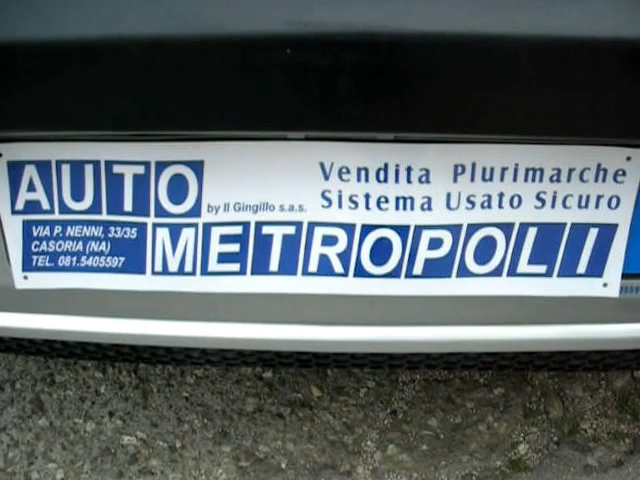 AUTO
by Il Gingillo s.a.s.
Vendita Plurimarche
Sistema Usato Sicuro
VIA P. NENNI, 33/35
CASORIA (NA)
TEL. 081.5405597
METROPOLI